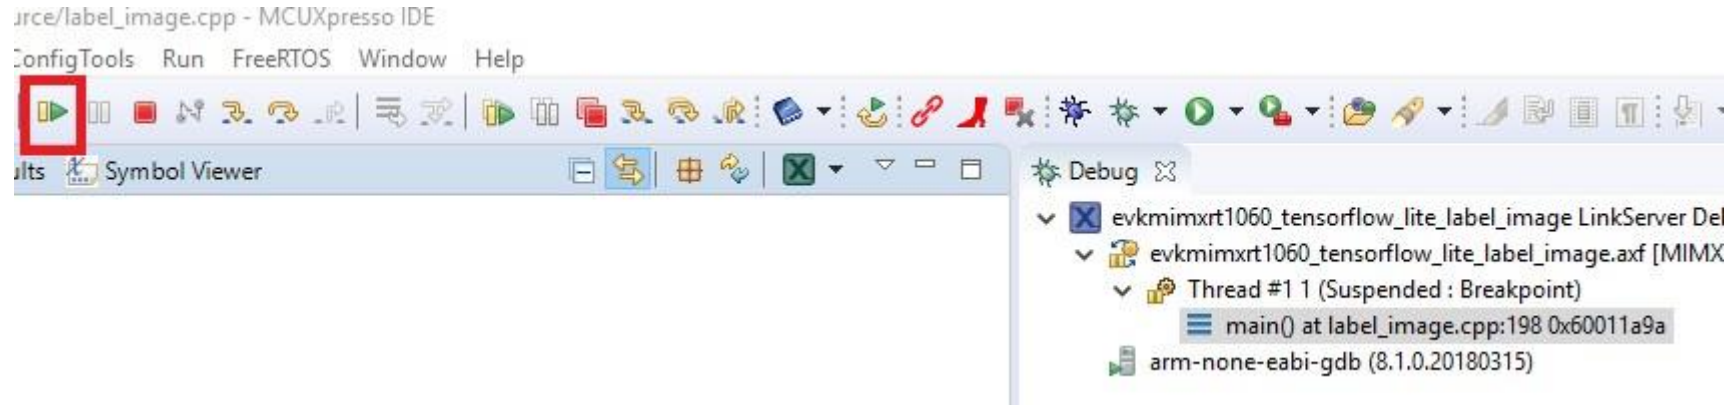 urce/label_image.cpp - MCUXpresso IDE
ConfigTools Run FreeRTOS Window Help
ults Symbol Viewer
Debug
evkmimxrt1060_tensorflow_lite_label_image LinkServer Del
evkmimxrt1060_tensorflow_lite_label_image.axf [MIMX
Thread #1 1 (Suspended : Breakpoint)
main() at label_image.cpp:198 0x60011a9a
arm-none-eabi-gdb (8.1.0.20180315)